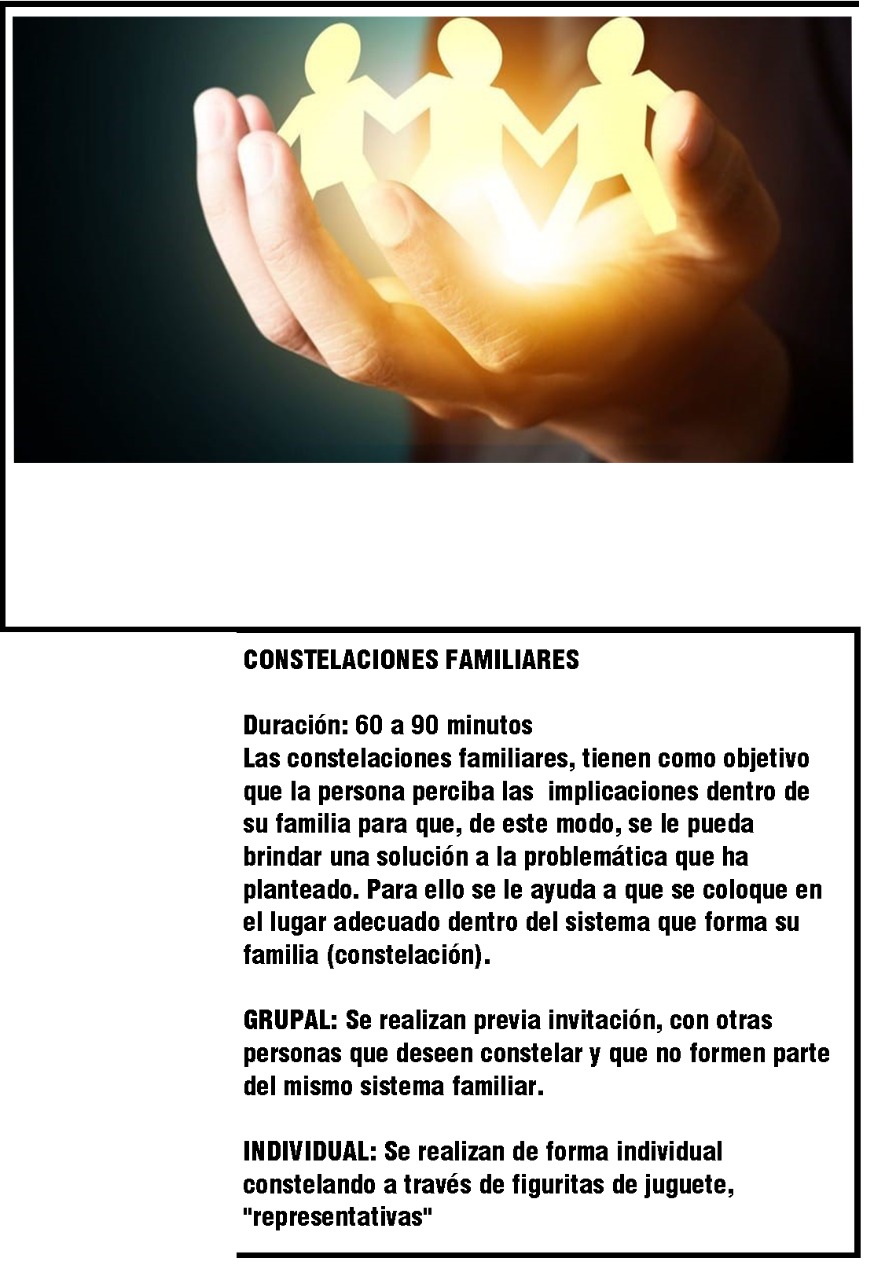 CONSTELACIONES FAMILIARES
Duración: 60 a 90 minutos
Las constelaciones familiares, tienen como objetivo
que la persona perciba las  implicaciones dentro de
su familia para que, de este modo, se le pueda
brindar una solución a la problemática que ha
planteado. Para ello se le ayuda a que se coloque en
el lugar adecuado dentro del sistema que forma su
familia (constelación).
GRUPAL: Se realizan previa invitación, con otras
personas que deseen constelar y que no formen parte
del mismo sistema familiar.
INDIVIDUAL: Se realizan de forma individual
constelando a través de figuritas de juguete,
"representativas"